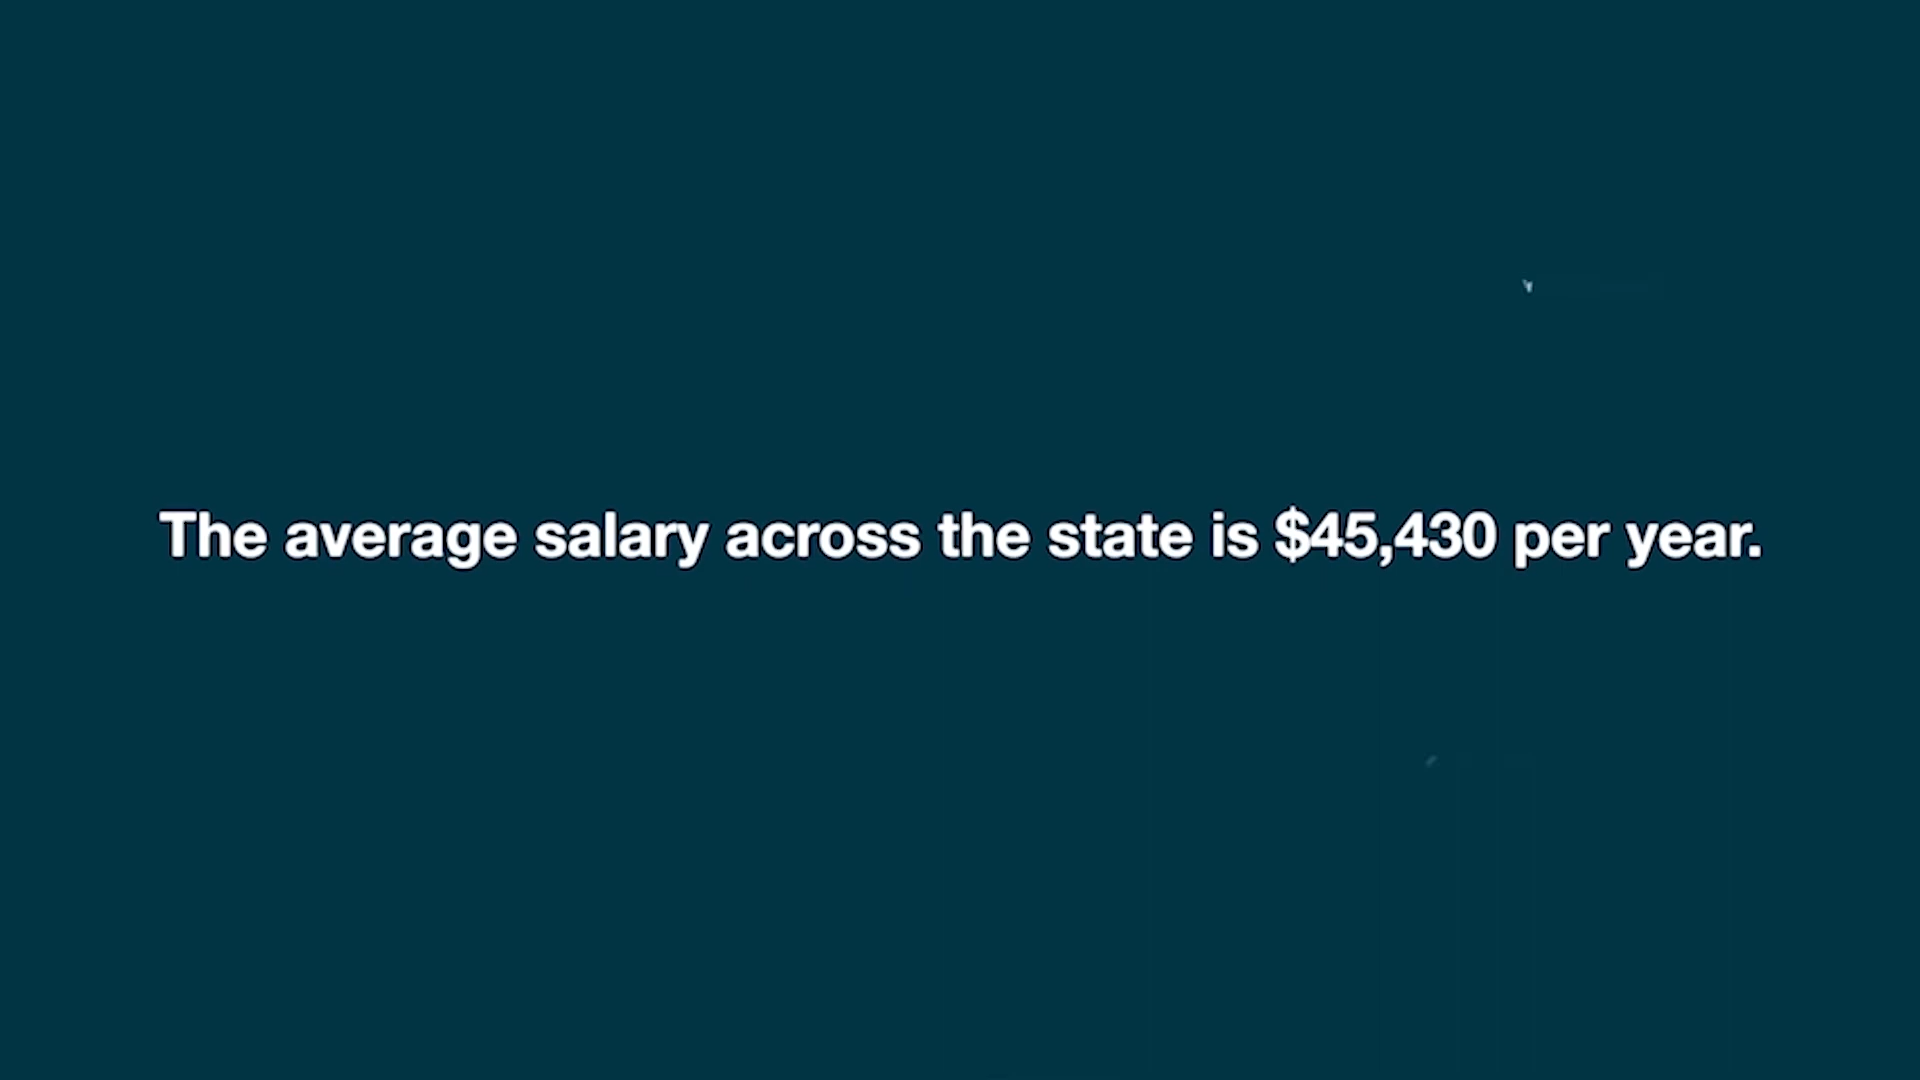 The average salary across the state is $45,430 per year.